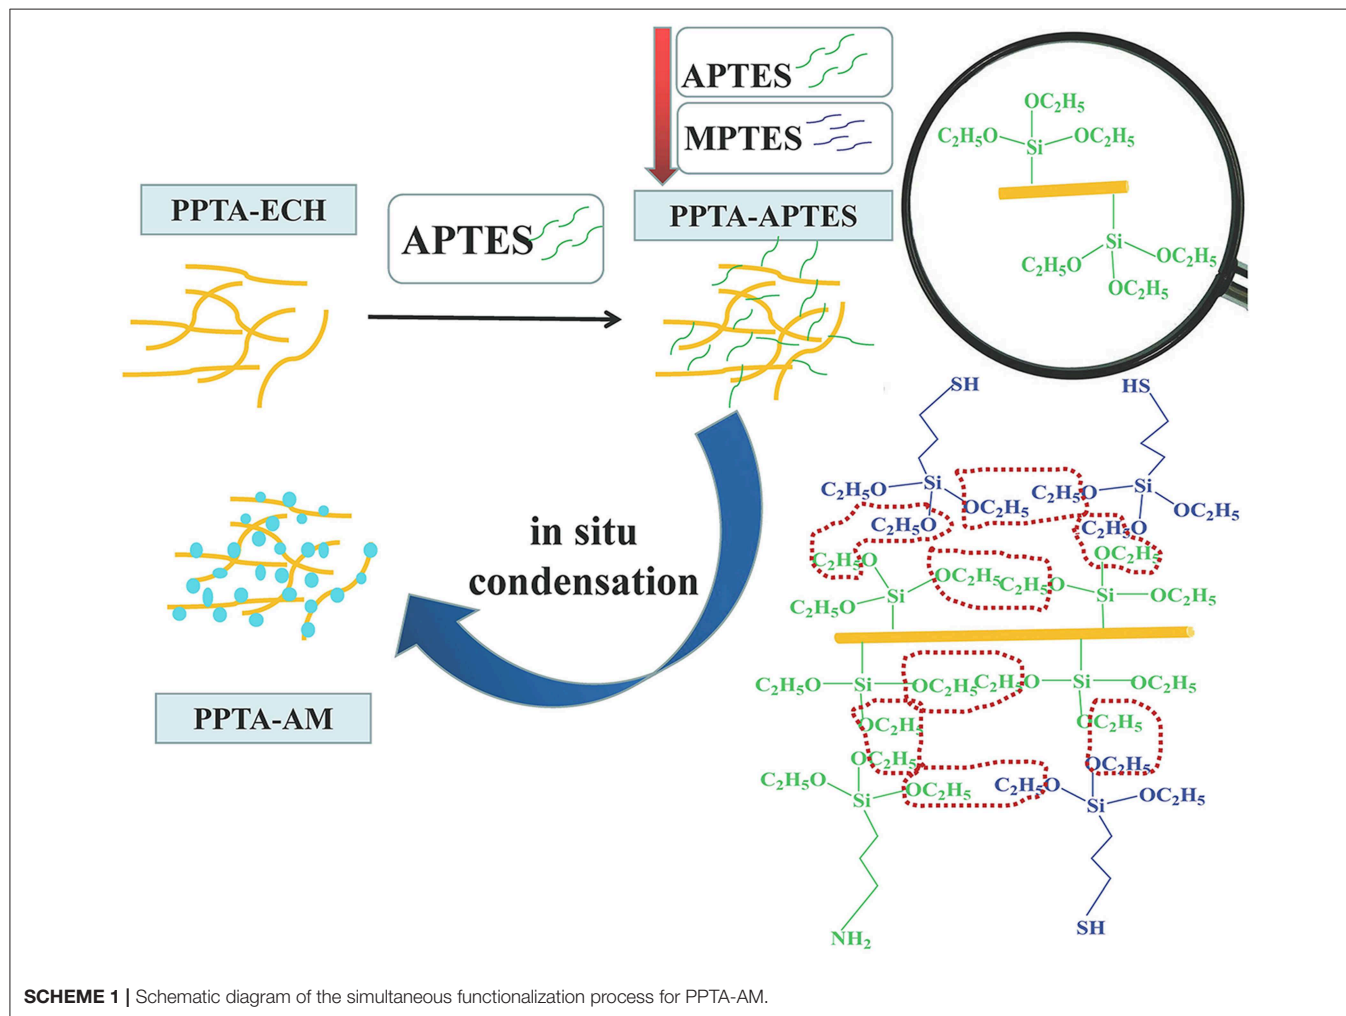 APTES
MPTES
PPTA-ECH
APTES
PPTA-APTES
OC2H5
C2H5O
Si
OC2H5
Si
C2H5O
OC2H5
OC2H5
SH
HS
C2H5O
Si
OC2H5
C2H5O
C2H5O
Si
OC2H5
C2H5O
C2H5O
OC2H5
C2H5O
Si
OC2H5
C2H5O
OC2H5
Si
OC2H5
C2H5O
Si
OC2H5
C2H5O
Si
OC2H5
OC2H5
OC2H5
OC2H5
C2H5O
Si
OC2H5
OC2H5
C2H5O
Si
OC2H5
NH2
SH
in situ
condensation
PPTA-AM
SCHEME 1 | Schematic diagram of the simultaneous functionalization process for PPTA-AM.